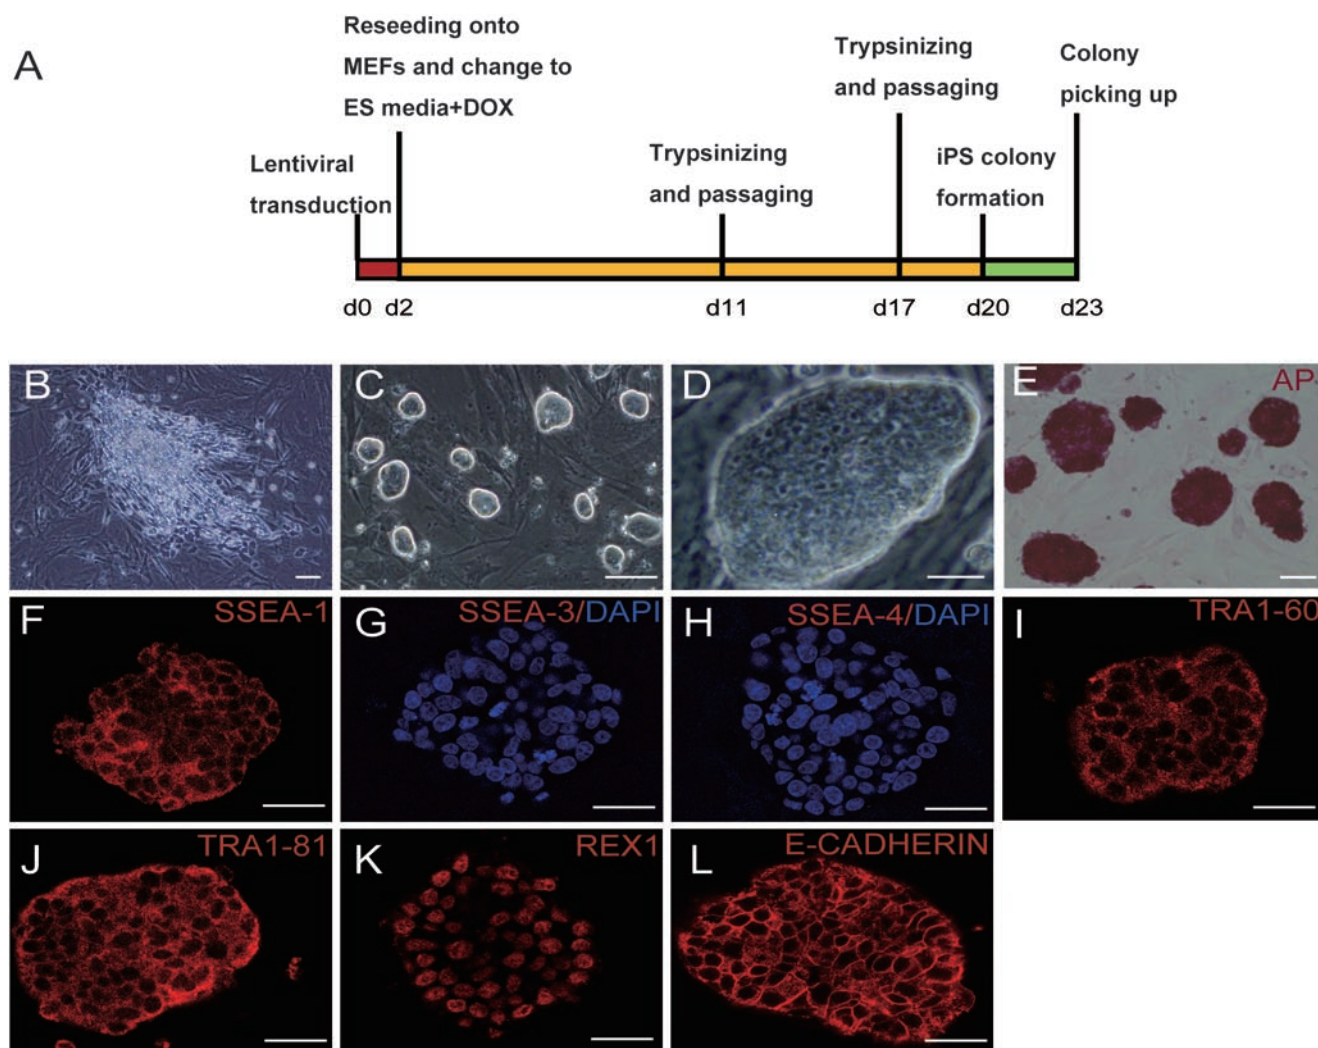 A
Reseeding onto
MEFs and change to
ES media+DOX
Lentiviral
transduction
Trypsinizing
and passaging
Trypsinizing
and passaging
iPS colony
formation
Colony
picking up
d0 d2 d11 d17 d20 d23
B
C
D
E AP
F SSEA-1
G SSEA-3/DAPI
H SSEA-4/DAPI
I TRA1-60
J TRA1-81
K REX1
L E-CADHERIN